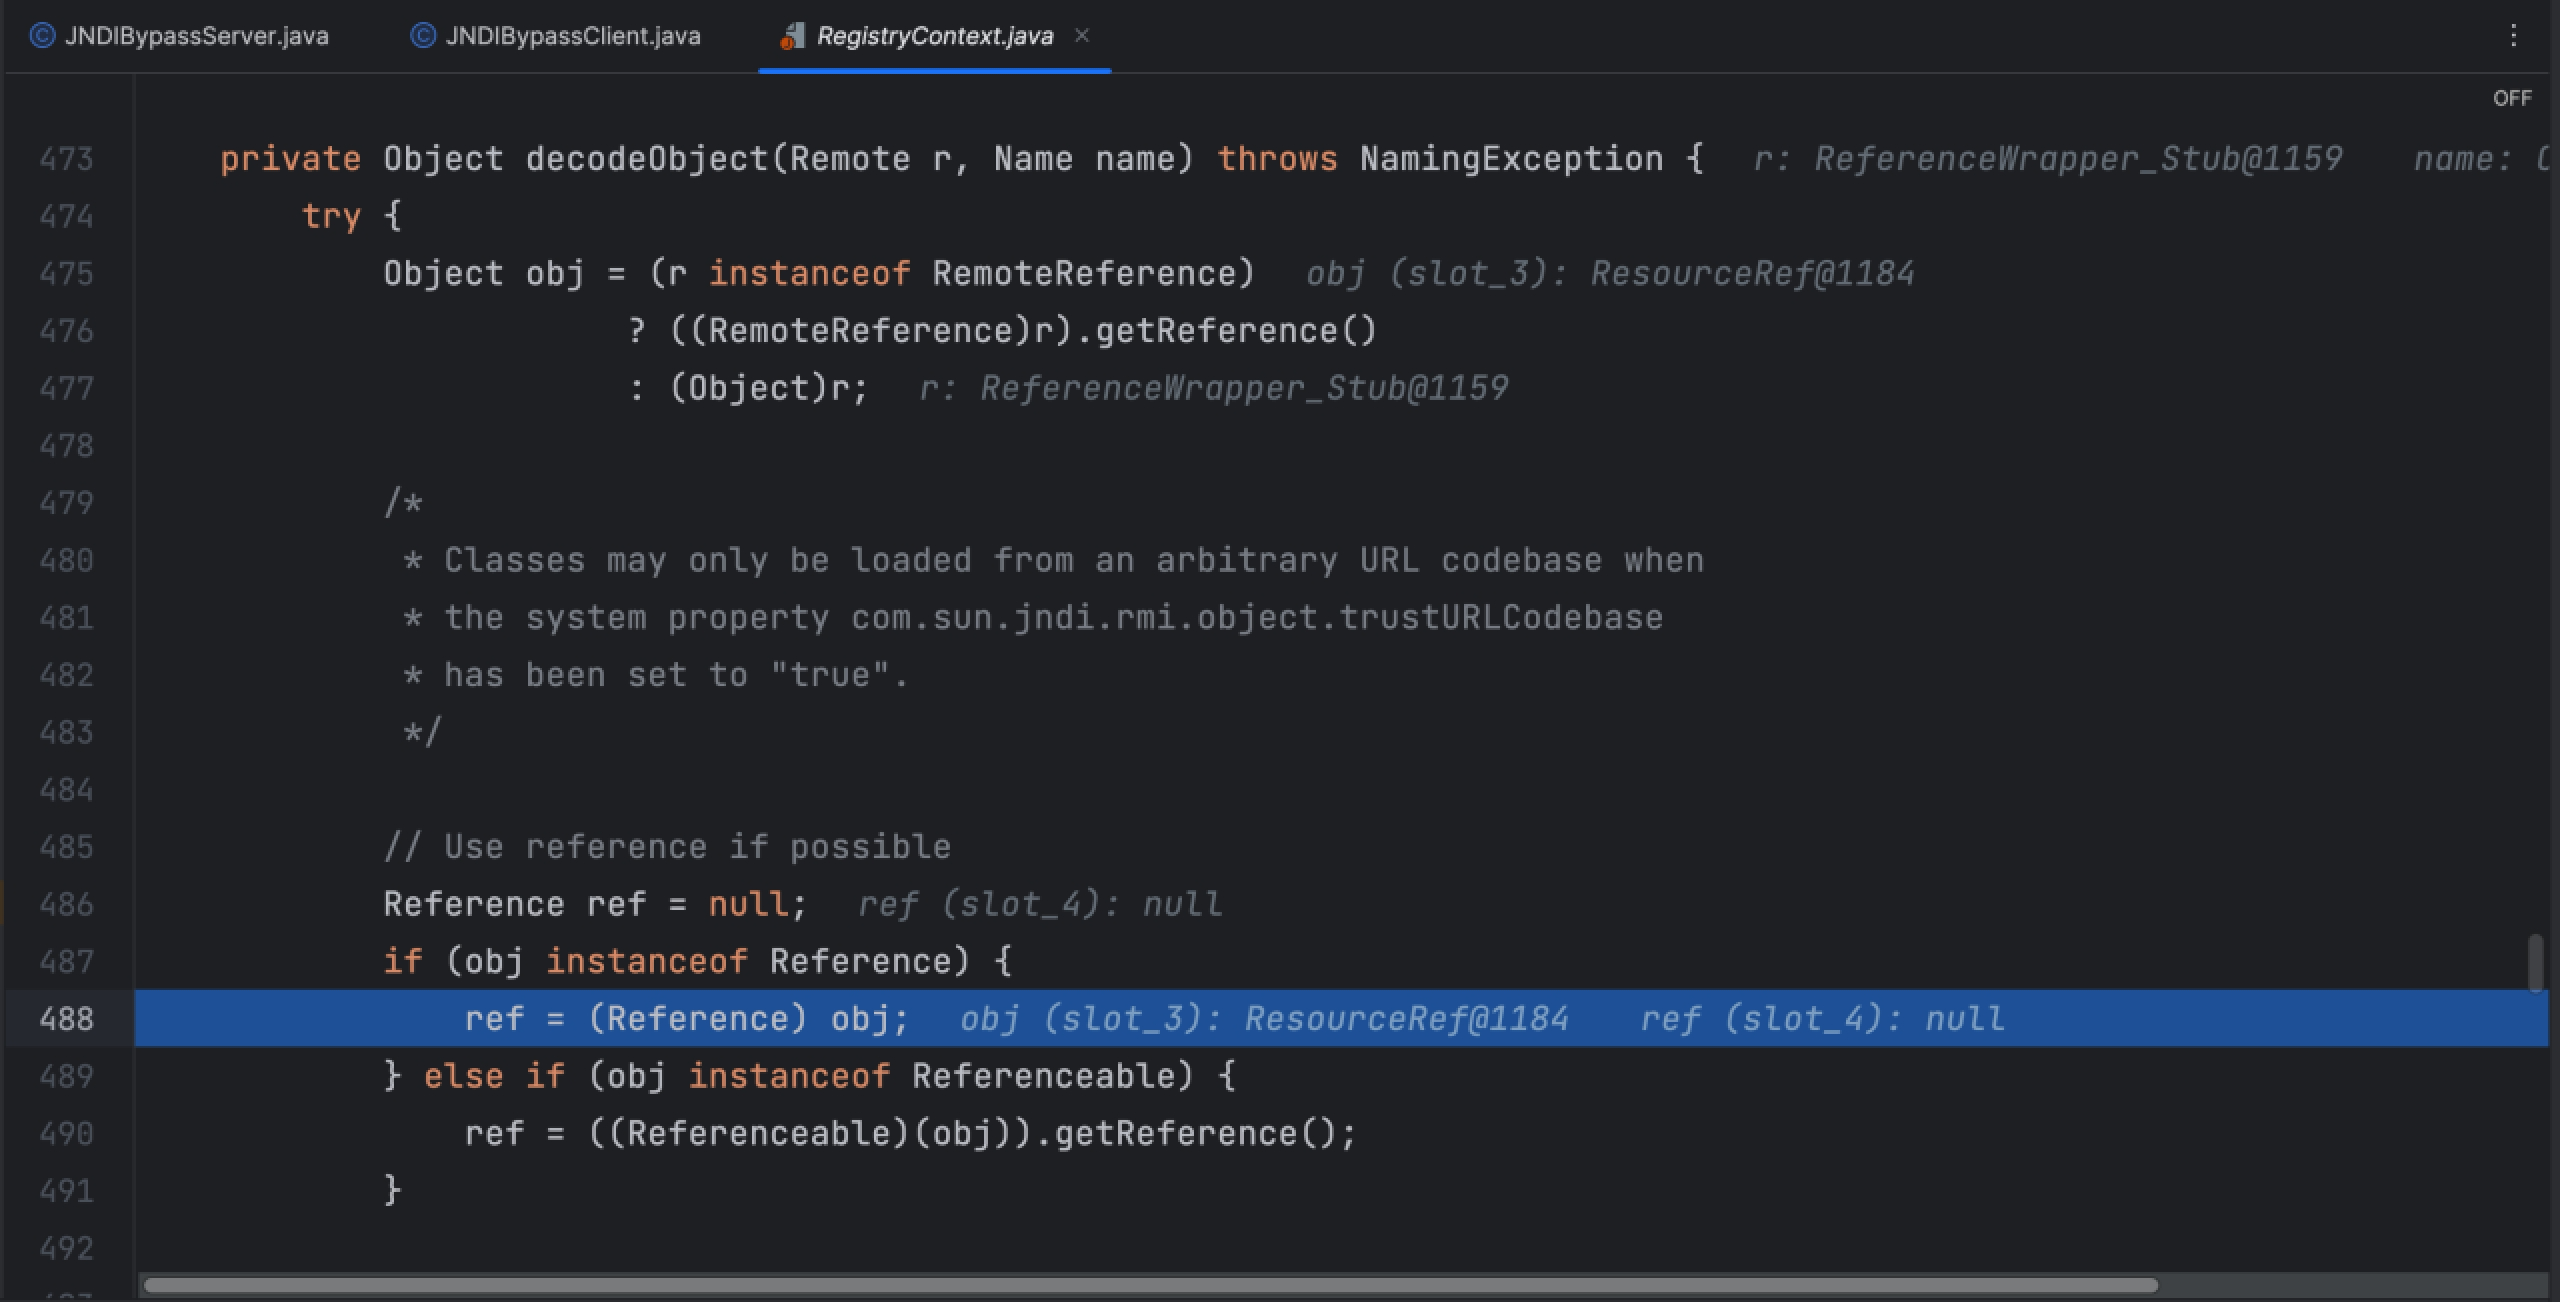 JNDIBypassServer.java JNDIBypassClient.java RegistryContext.java
OFF
473 private Object decodeObject(Remote r, Name name) throws NamingException { r: ReferenceWrapper_Stub@1159 name:
474 try {
475 Object obj = (r instanceof RemoteReference) obj (slot_3): ResourceRef@1184
476 ? ((RemoteReference)r).getReference()
477 : (Object)r; r: ReferenceWrapper_Stub@1159
478
479 /*
480 * Classes may only be loaded from an arbitrary URL codebase when
481 * the system property com.sun.jndi.rmi.object.trustURLCodebase
482 * has been set to "true".
483 */
484
485 // Use reference if possible
486 Reference ref = null; ref (slot_4): null
487 if (obj instanceof Reference) {
488 ref = (Reference) obj; obj (slot_3): ResourceRef@1184 ref (slot_4): null
489 } else if (obj instanceof Referenceable) {
490 ref = ((Referenceable)(obj)).getReference();
491 }
492